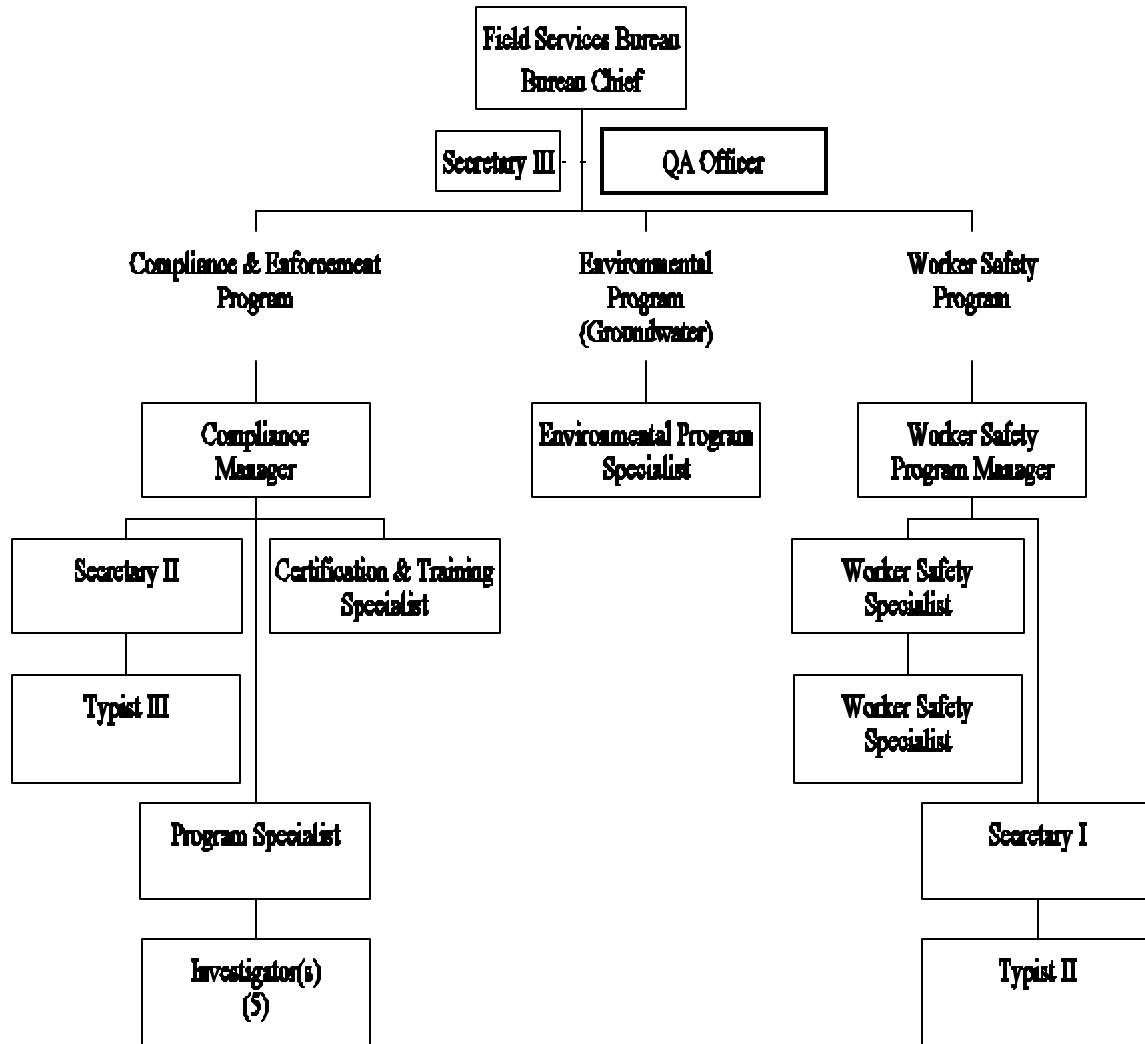 Field Services Bureau
Bureau Chief
Secretary III
QA Officer
Compliance & Enforcement
Program
Environmental
Program
(Groundwater)
Worker Safety
Program
Compliance
Manager
Environmental Program
Specialist
Worker Safety
Program Manager
Secretary II
Certification & Training
Specialist
Worker Safety
Specialist
Typist III
Worker Safety
Specialist
Program Specialist
Secretary I
Investigator(s)
(5)
Typist II